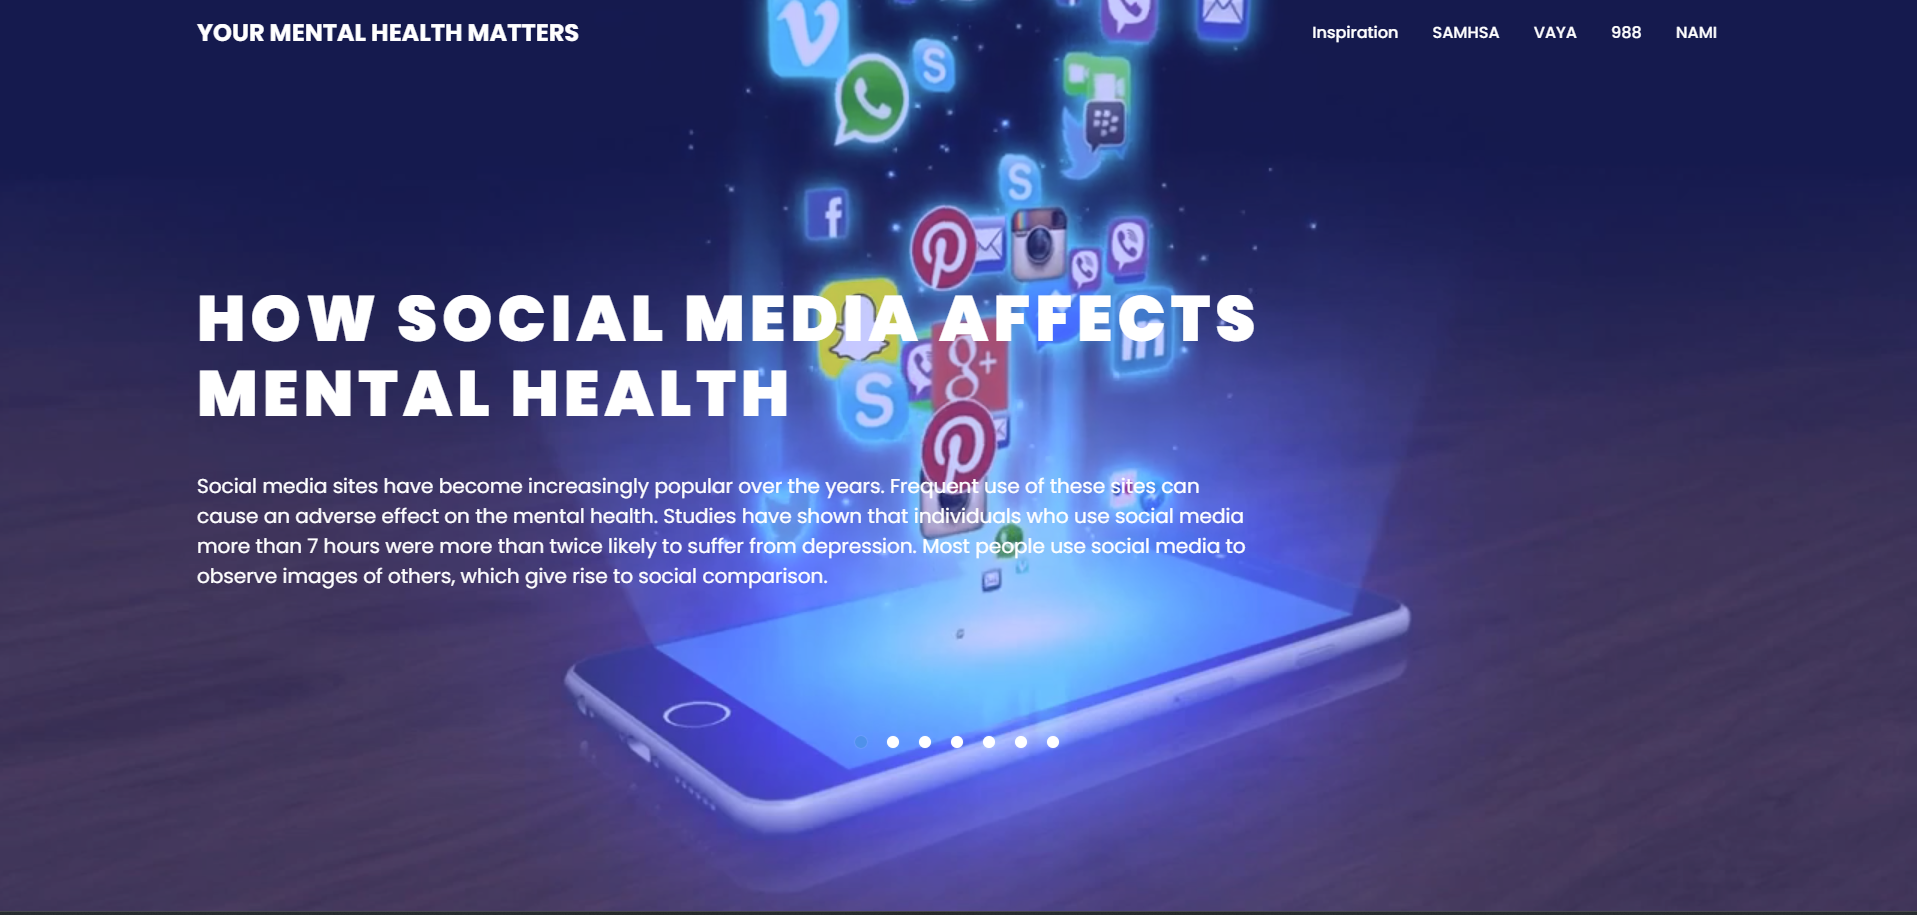 YOUR MENTAL HEALTH MATTERS
Inspiration SAMHSA VAYA 988 NAMI
HOW SOCIAL MEDIA AFFECTS
MENTAL HEALTH
Social media sites have become increasingly popular over the years. Frequent use of these sites can
cause an adverse effect on the mental health. Studies have shown that individuals who use social media
more than 7 hours were more than twice likely to suffer from depression. Most people use social media to
observe images of others, which give rise to social comparison.